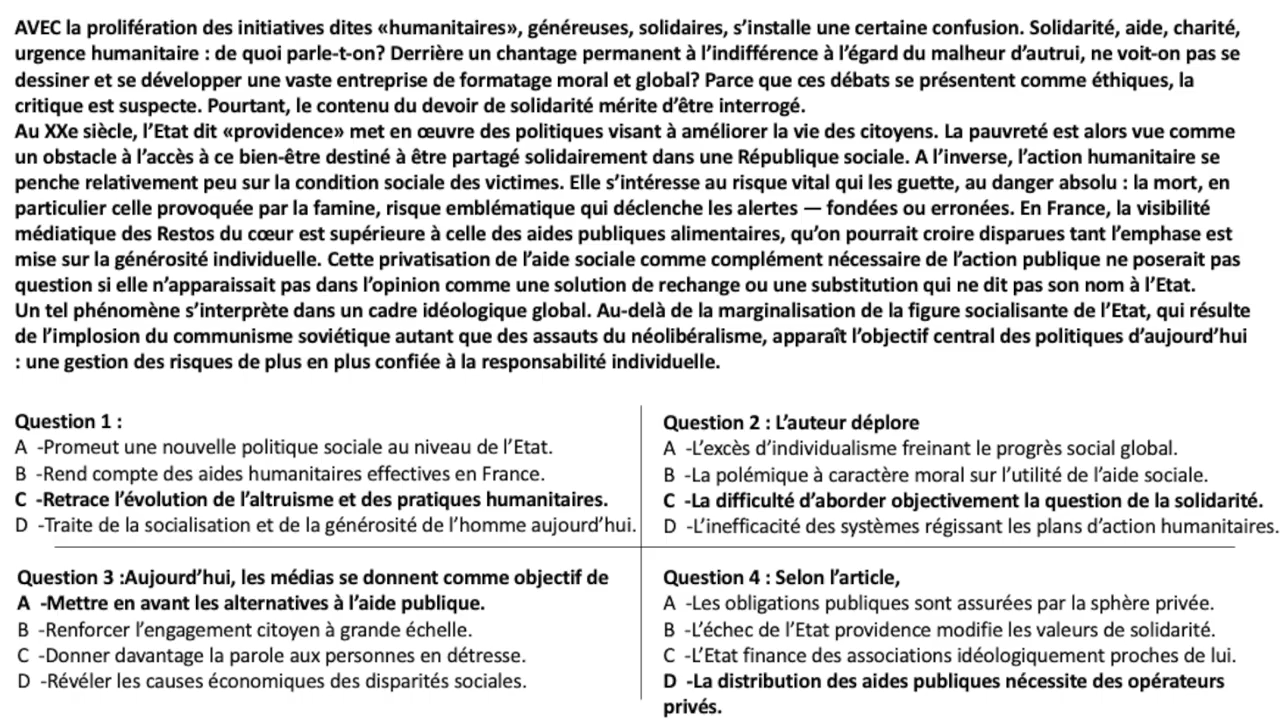 AVEC la prolifération des initiatives dites «humanitaires», généreuses, solidaires, s’installe une certaine confusion. Solidarité, aide, charité,
urgence humanitaire : de quoi parle-t-on? Derrière un chantage permanent à l’indifférence à l’égard du malheur d’autrui, ne voit-on pas se
dessiner et se développer une vaste entreprise de formatage moral et global? Parce que ces débats se présentent comme éthiques, la
critique est suspecte. Pourtant, le contenu du devoir de solidarité mérite d’être interrogé.
Au XXe siècle, l’Etat dit «providence» met en œuvre des politiques visant à améliorer la vie des citoyens. La pauvreté est alors vue comme
un obstacle à l’accès à ce bien-être destiné à être partagé solidairement dans une République sociale. A l’inverse, l’action humanitaire se
penche relativement peu sur la condition sociale des victimes. Elle s’intéresse au risque vital qui les guette, au danger absolu : la mort, en
particulier celle provoquée par la famine, risque emblématique qui déclenche les alertes — fondées ou erronées. En France, la visibilité
médiatique des Restos du cœur est supérieure à celle des aides publiques alimentaires, qu’on pourrait croire disparues tant l’emphase est
mise sur la générosité individuelle. Cette privatisation de l’aide sociale comme complément nécessaire de l’action publique ne poserait pas
question si elle n’apparaissait pas dans l’opinion comme une solution de rechange ou une substitution qui ne dit pas son nom à l’Etat.
Un tel phénomène s’interprète dans un cadre idéologique global. Au-delà de la marginalisation de la figure socialisante de l’Etat, qui résulte
de l’implosion du communisme soviétique autant que des assauts du néolibéralisme, apparaît l’objectif central des politiques d’aujourd’hui
: une gestion des risques de plus en plus confiée à la responsabilité individuelle.
Question 1 :
A -Promeut une nouvelle politique sociale au niveau de l’Etat.
B -Rend compte des aides humanitaires effectives en France.
C -Retrace l’évolution de l’altruisme et des pratiques humanitaires.
D -Traite de la socialisation et de la générosité de l’homme aujourd’hui.
Question 2 : L’auteur déplore
A -L’excès d’individualisme freinant le progrès social global.
B -La polémique à caractère moral sur l’utilité de l’aide sociale.
C -La difficulté d’aborder objectivement la question de la solidarité.
D -L’inefficacité des systèmes régissant les plans d’action humanitaires.
Question 3 :Aujourd’hui, les médias se donnent comme objectif de
A -Mettre en avant les alternatives à l’aide publique.
B -Renforcer l’engagement citoyen à grande échelle.
C -Donner davantage la parole aux personnes en détresse.
D -Révéler les causes économiques des disparités sociales.
Question 4 : Selon l’article,
A -Les obligations publiques sont assurées par la sphère privée.
B -L’échec de l’Etat providence modifie les valeurs de solidarité.
C -L’Etat finance des associations idéologiquement proches de lui.
D -La distribution des aides publiques nécessite des opérateurs
privés.